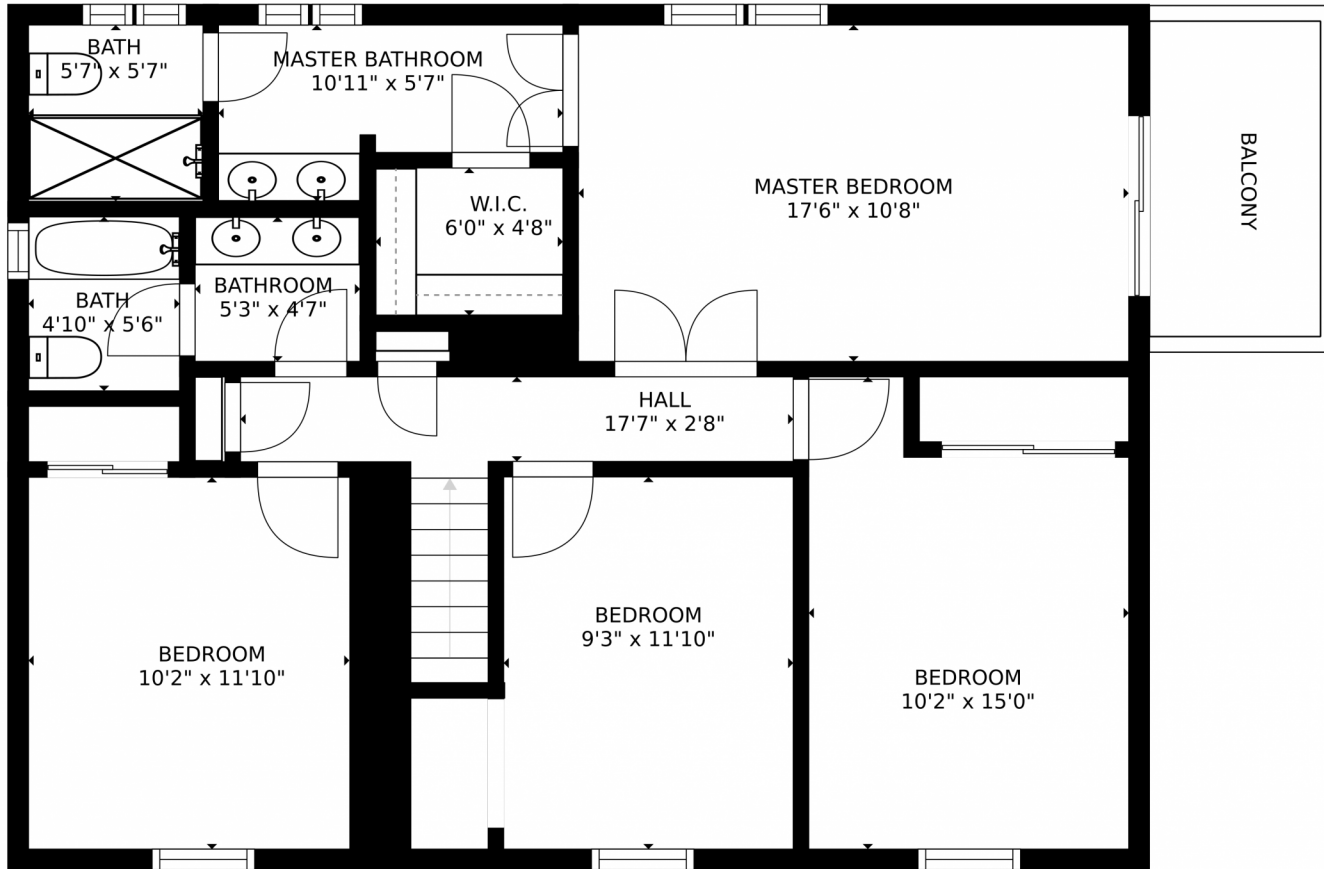 BATH
5'7" x 5'7"
MASTER BATHROOM
10'11" x 5'7"
MASTER BEDROOM
17'6" x 10'8"
BALCONY
W.I.C.
6'0" x 4'8"
BATH
4'10" x 5'6"
BATHROOM
5'3" x 4'7"
HALL
17'7" x 2'8"
BEDROOM
10'2" x 11'10"
BEDROOM
9'3" x 11'10"
BEDROOM
10'2" x 15'0"